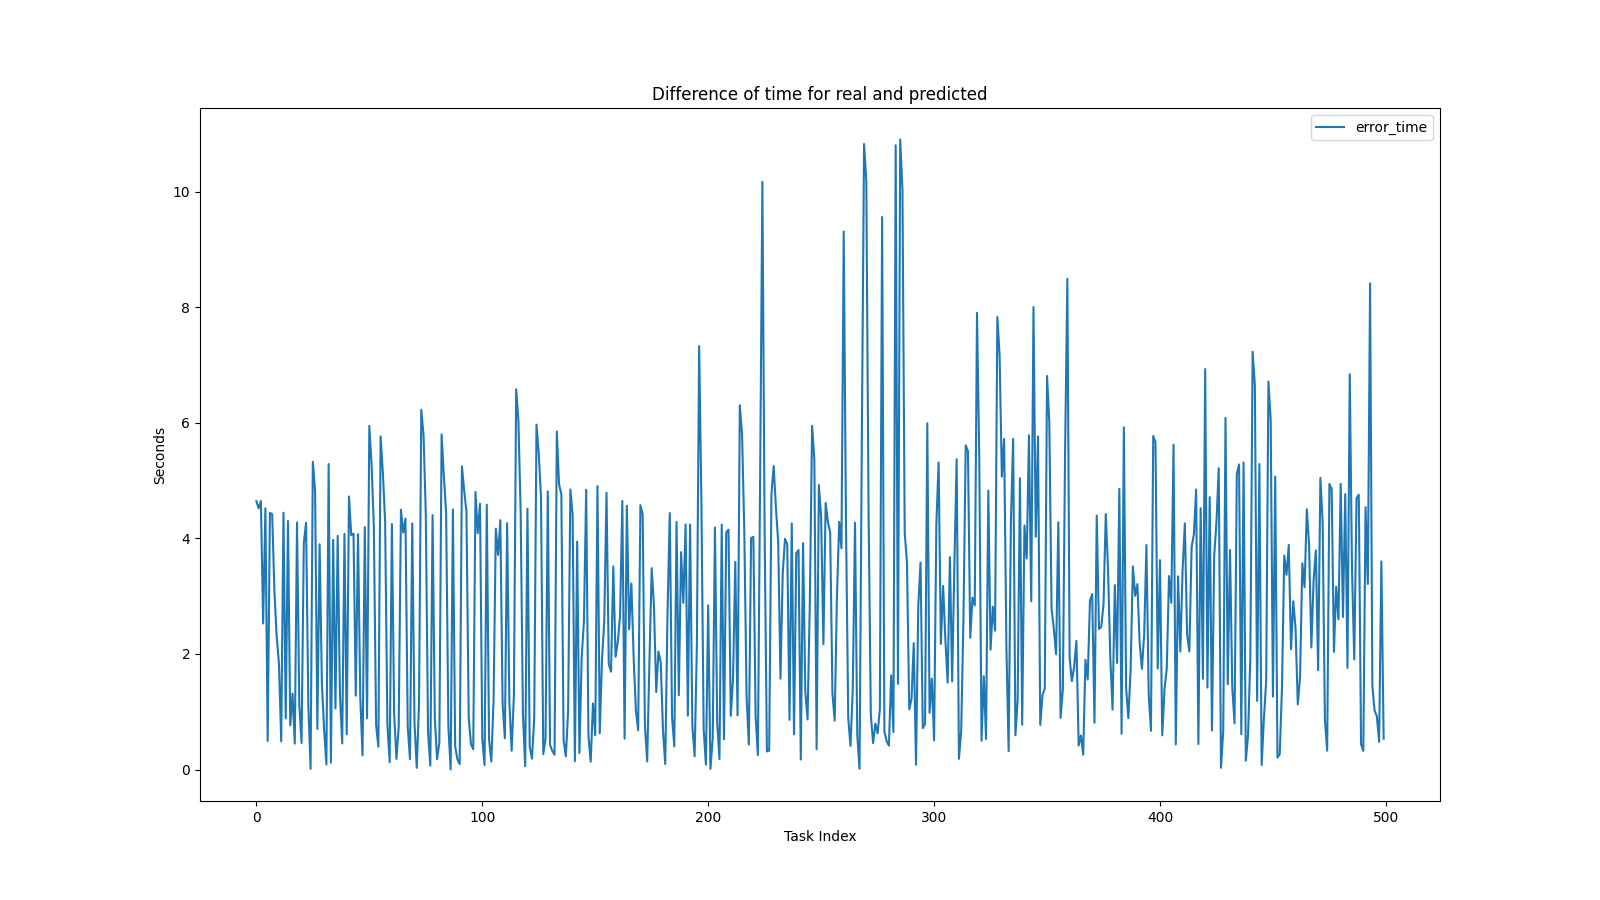 Difference of time for real and predicted
error_time
10
8
6
4
2
0
Seconds
0 100 200 300 400 500
Task Index